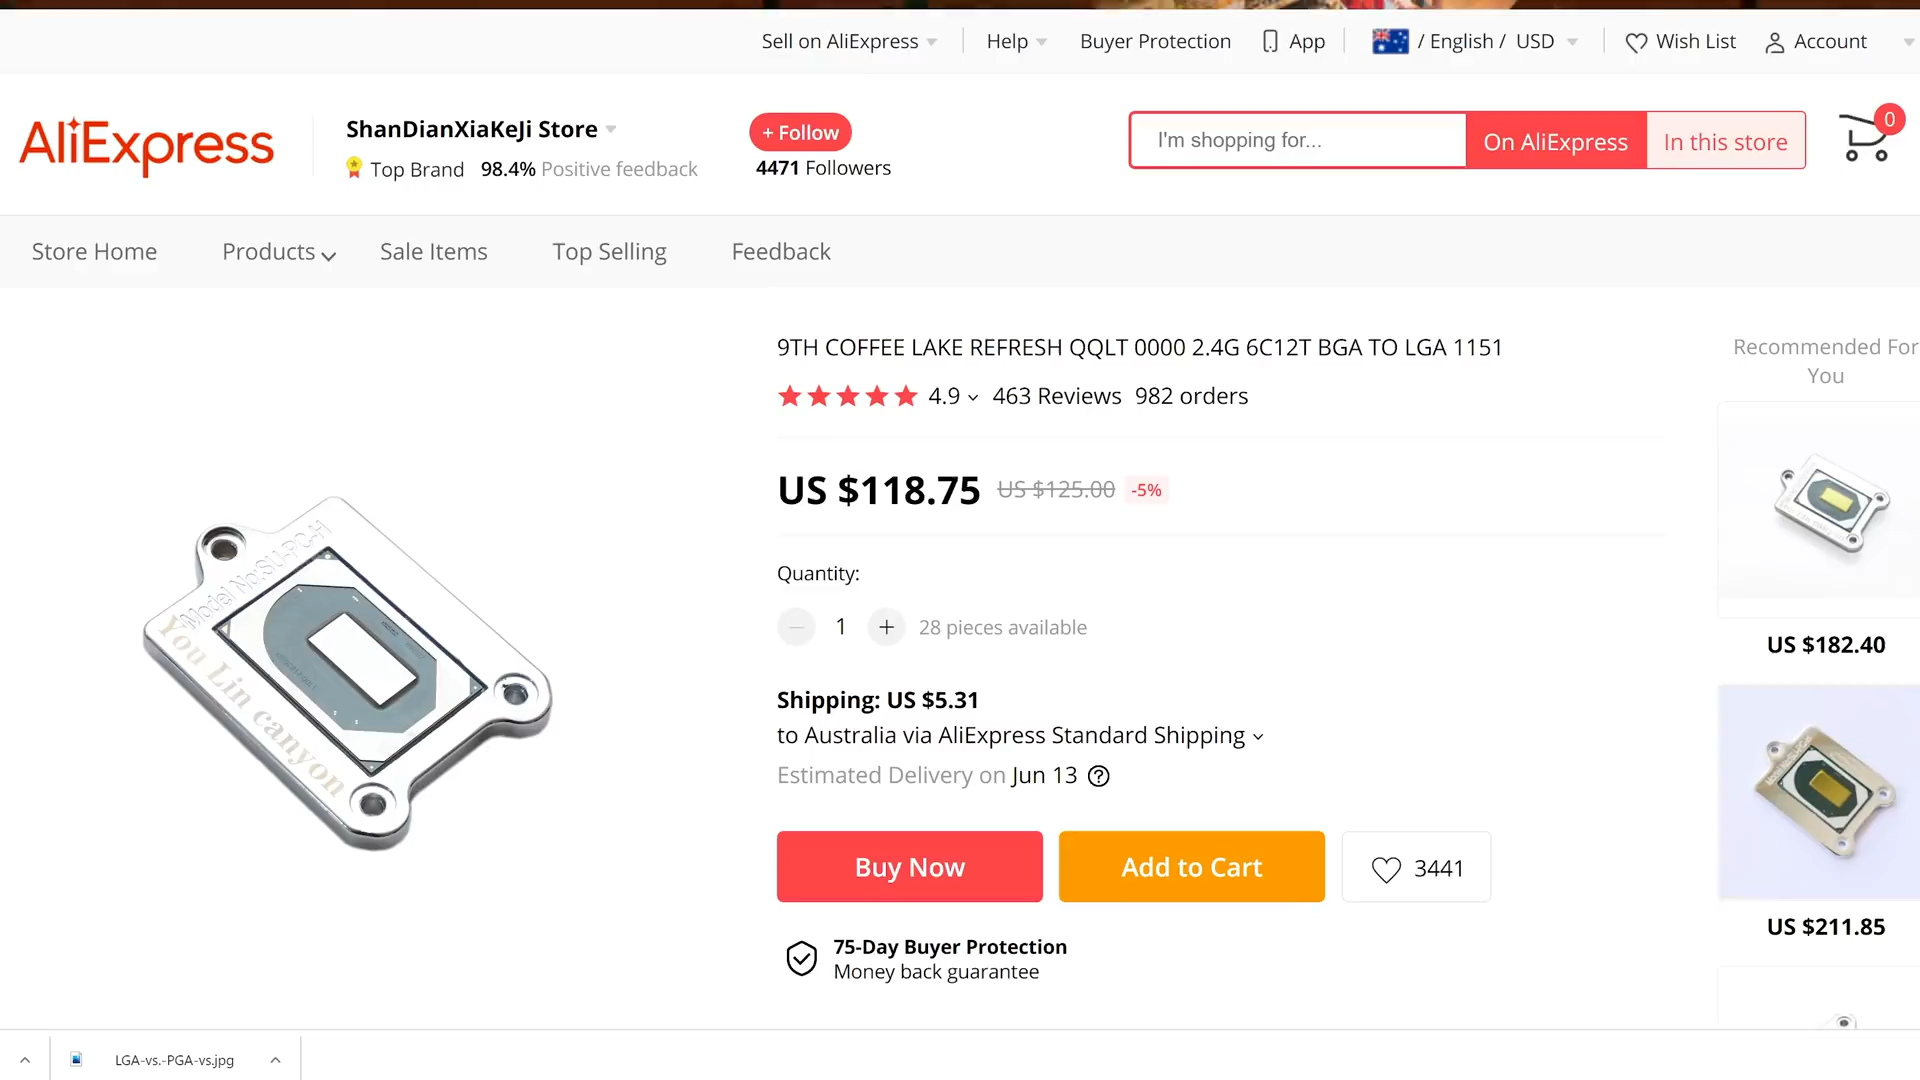 Sell on AliExpress
Help
Buyer Protection
App
/ English / USD
Wish List
Account
AliExpress
ShanDianXiaKeJi Store
Top Brand 98.4% Positive feedback
+ Follow
4471 Followers
I'm shopping for...
On AliExpress
In this store
0
Store Home
Products
Sale Items
Top Selling
Feedback
Model No:SU-PC-H
You Lin canyon
9TH COFFEE LAKE REFRESH QQLT 0000 2.4G 6C12T BGA TO LGA 1151
4.9 463 Reviews 982 orders
US $118.75 US $125.00 -5%
Quantity:
1 28 pieces available
Shipping: US $5.31
to Australia via AliExpress Standard Shipping
Estimated Delivery on Jun 13
Buy Now
Add to Cart
3441
75-Day Buyer Protection
Money back guarantee
Recommended For
You
US $182.40
US $211.85
LGA-vs.-PGA-vs.jpg